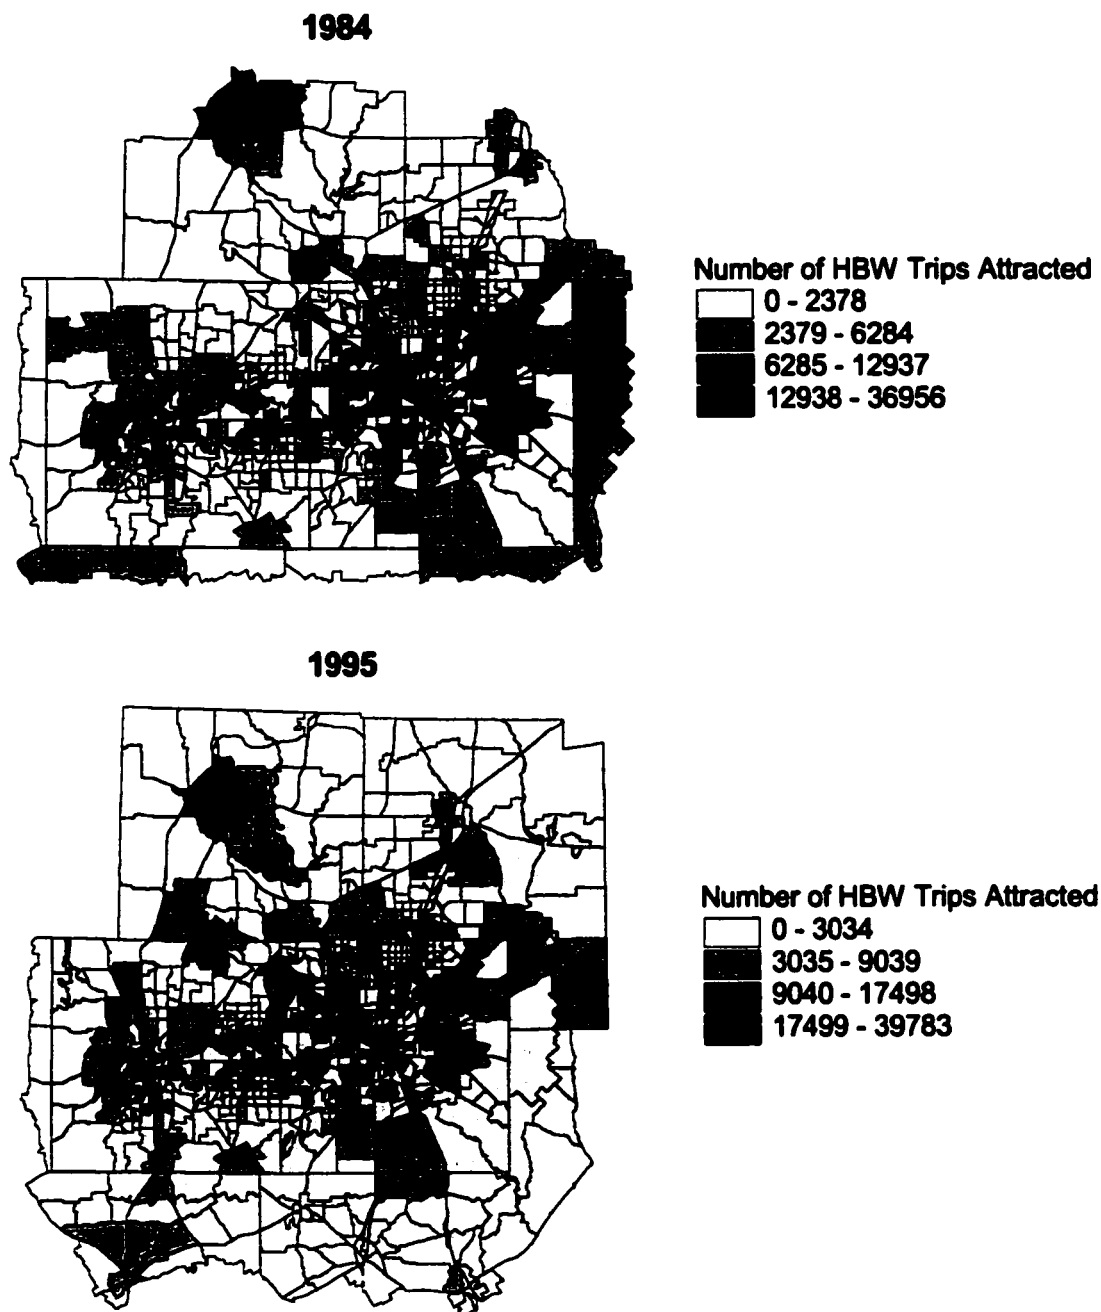 1984
Number of HBW Trips Attracted
0 - 2378
2379 - 6284
6285 - 12937
12938 - 36956
1995
Number of HBW Trips Attracted
0 - 3034
3035 - 9039
9040 - 17498
17499 - 39783